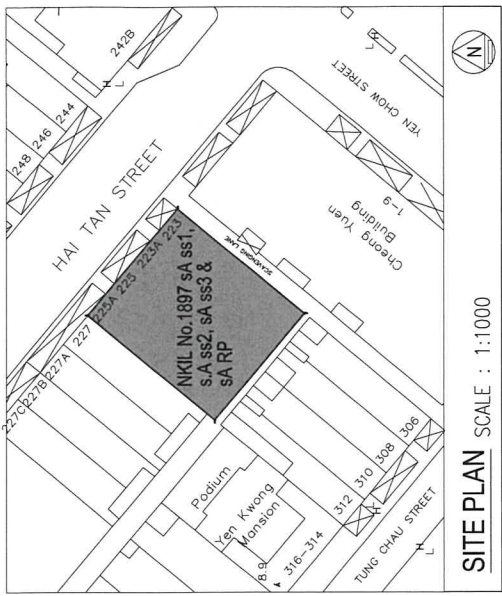 242B
H
L
244
246
248
HAI TAN STREET
YEN CHOW STREET
H
L
223
223A
225
225A
227
227A
227B
227C
SCAVENGING LANE
Cheong Yuen
Building
1-9
NKIL No.1897 sA ss1,
s.A ss2, sA ss3 &
sA RP
Podium
Yen Kwong
Mansion
8.9
316-314
312
310
308
306
H
TUNG CHAU STREET
H
L
SITE PLAN SCALE : 1:1000
N